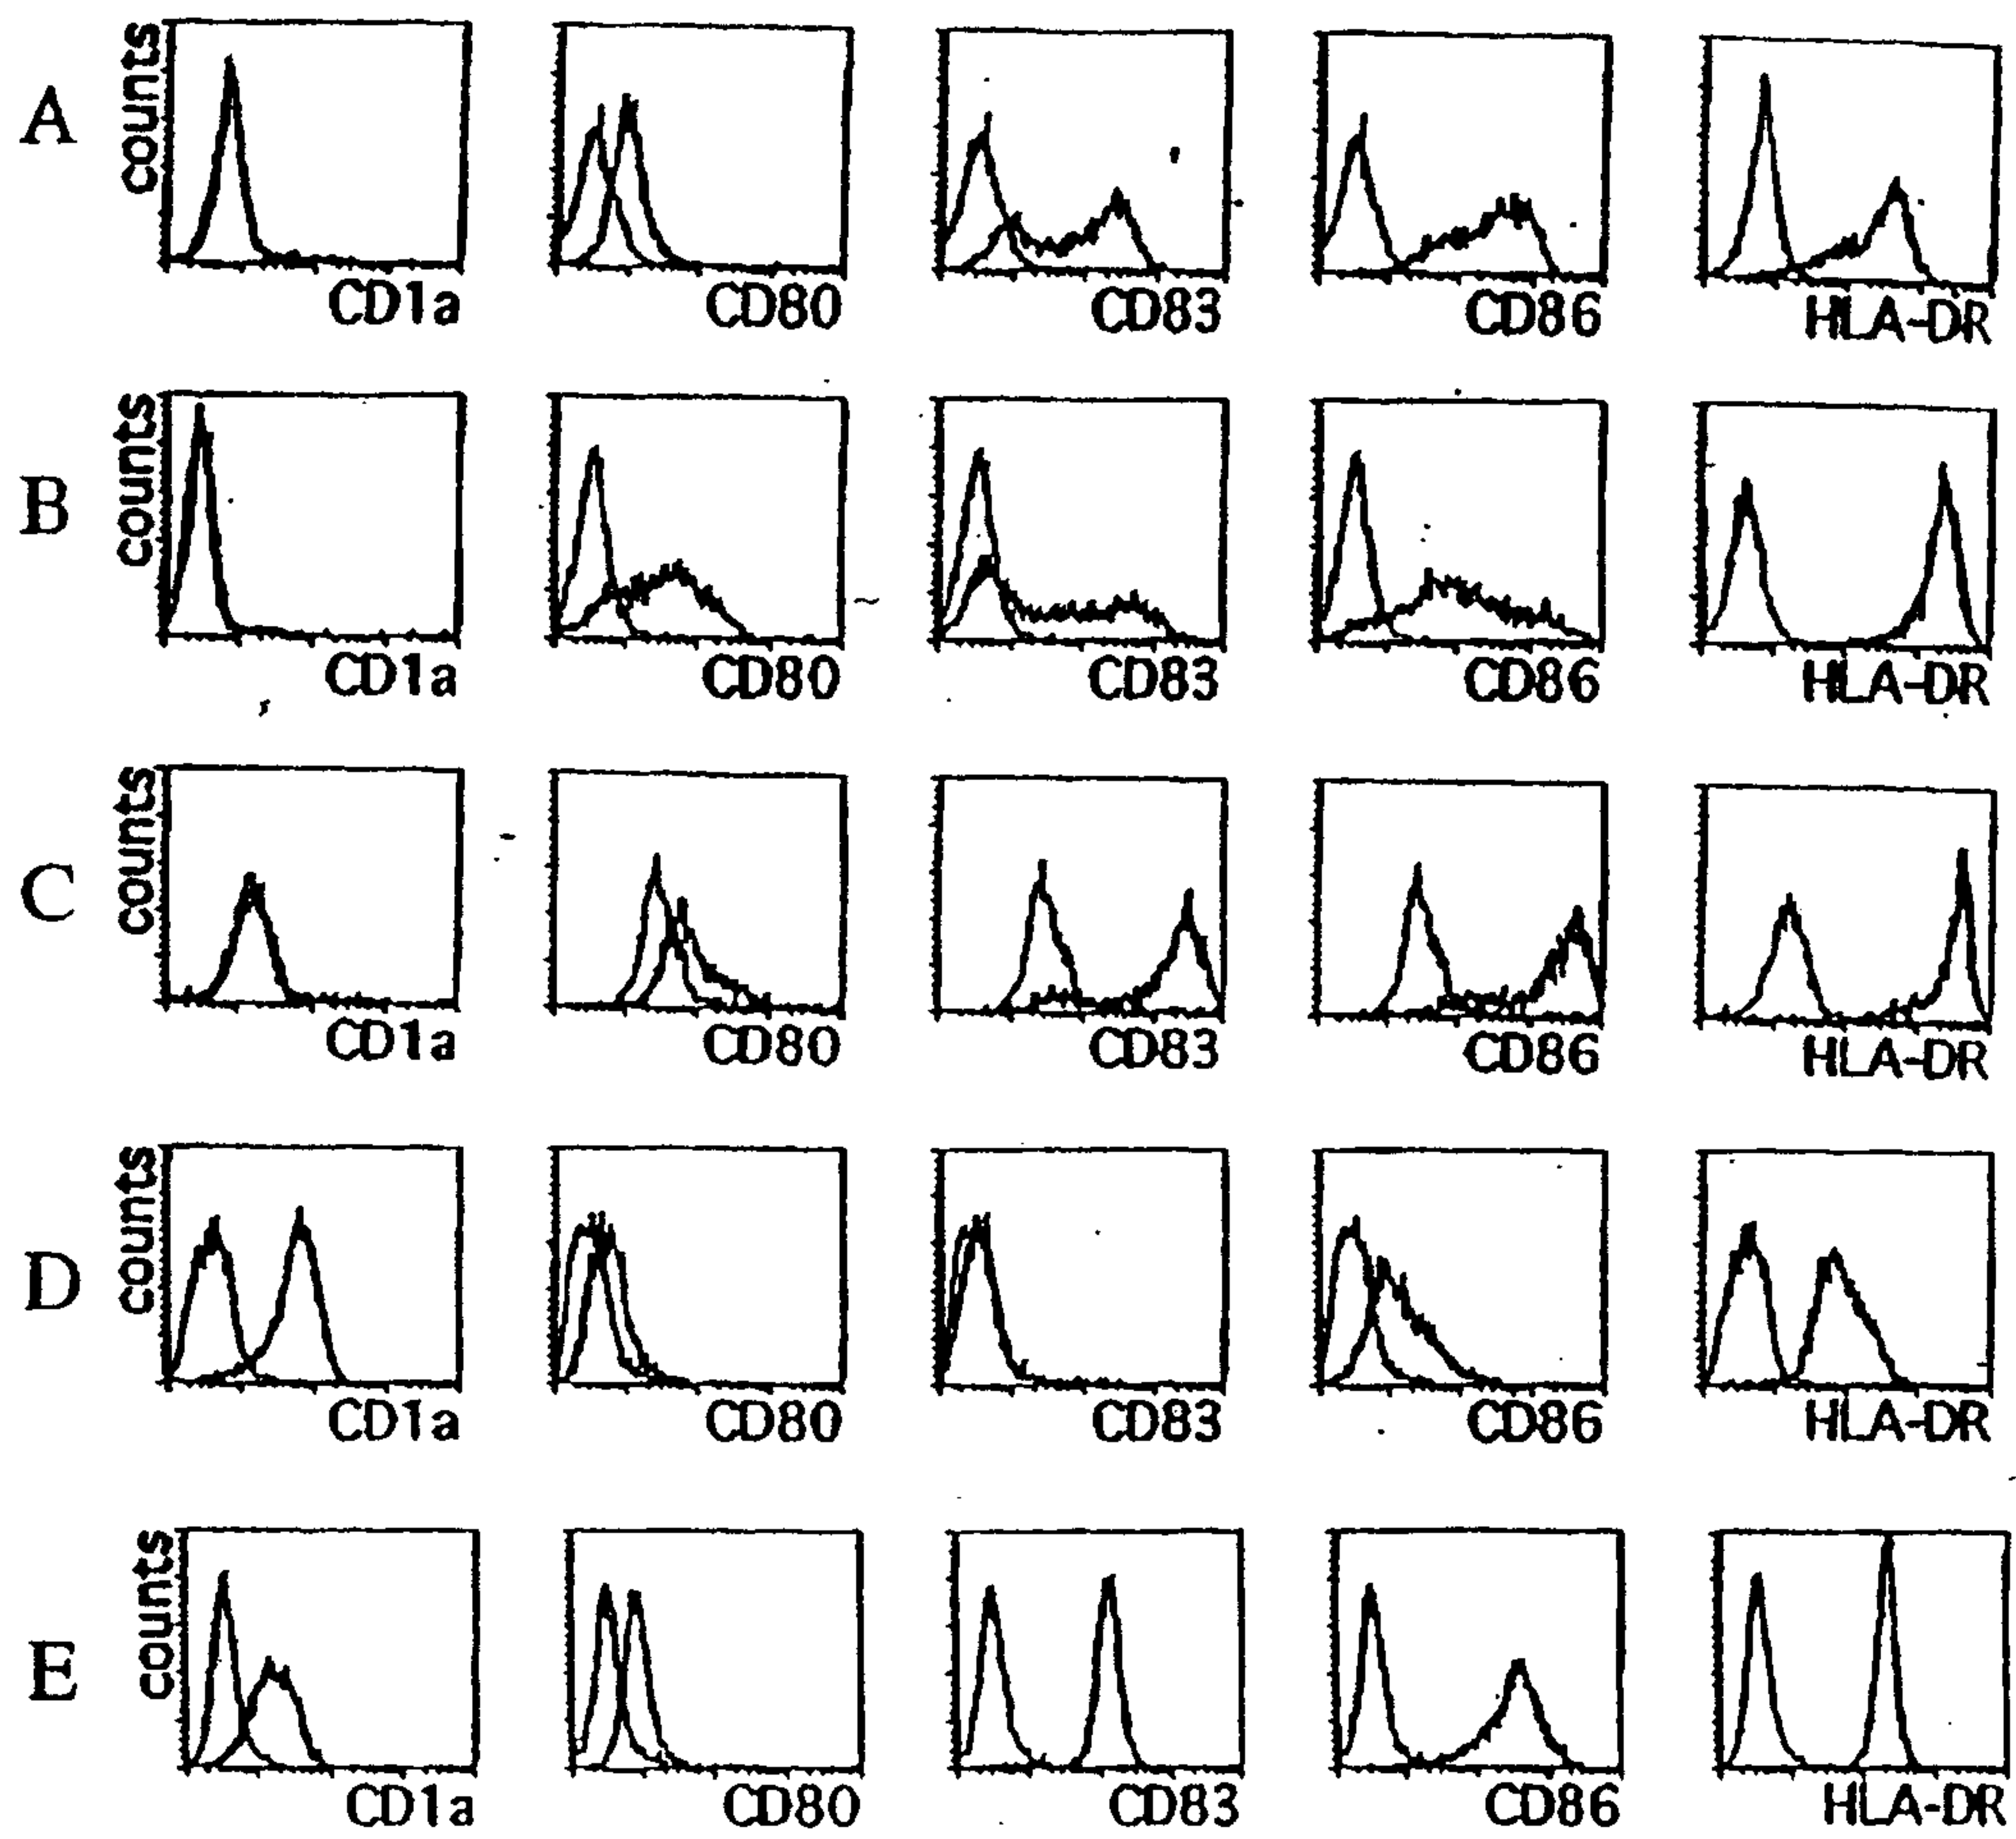 A counts CD1a CD80 CD83 CD86 HLA-DR
B counts CD1a CD80 CD83 CD86 HLA-DR
C counts CD1a CD80 CD83 CD86 HLA-DR
D counts CD1a CD80 CD83 CD86 HLA-DR
E counts CD1a CD80 CD83 CD86 HLA-DR